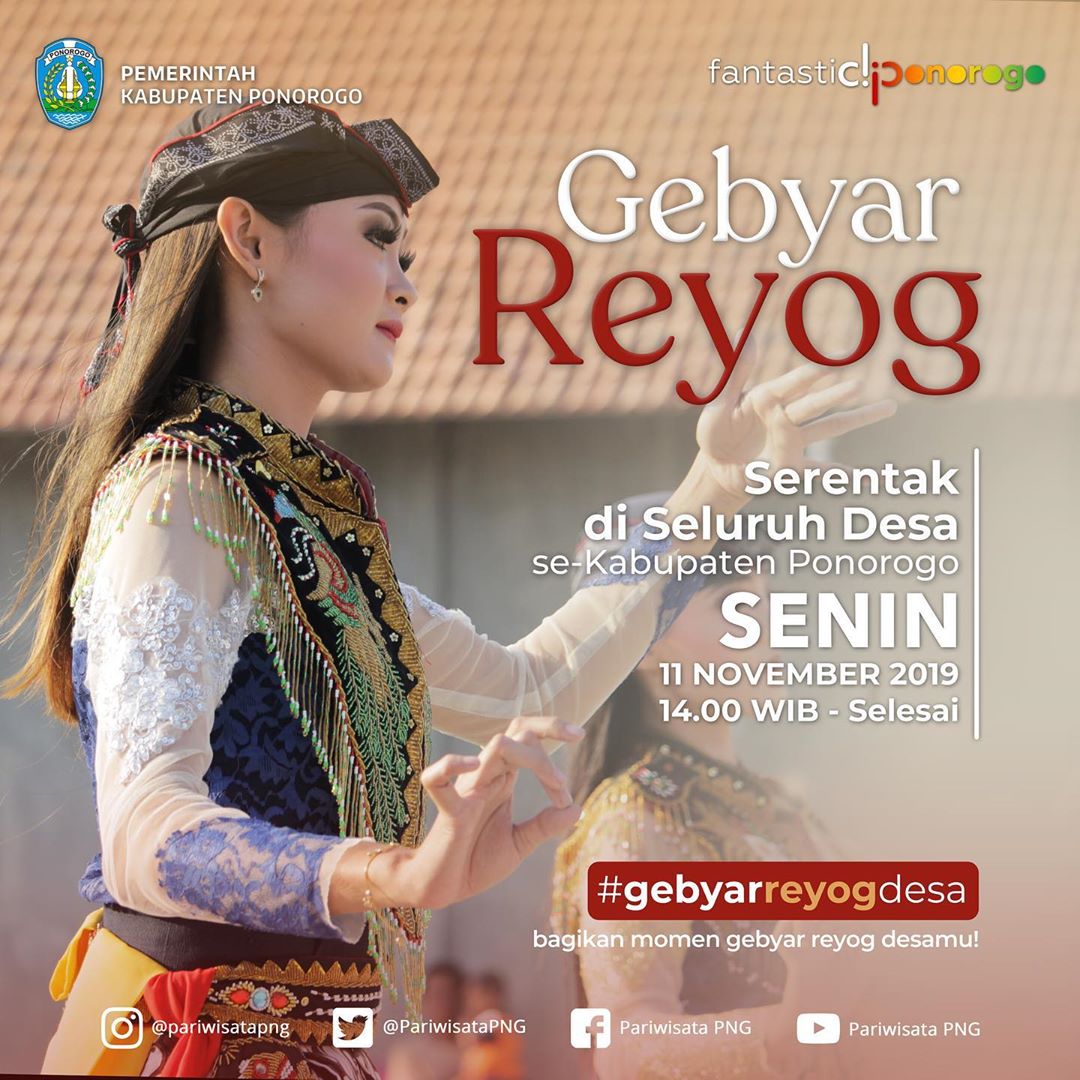 PONOROGO
PEMERINTAH
KABUPATEN PONOROGO
fantastic!ponorogo
Gebyar
Reyog
Serentak
di Seluruh Desa
se-Kabupaten Ponorogo
SENIN
11 NOVEMBER 2019
14.00 WIB - Selesai
#gebyarreyogdesa
bagikan momen gebyar reyog desamu!
@pariwisatapng
@PariwisataPNG
Pariwisata PNG
Pariwisata PNG